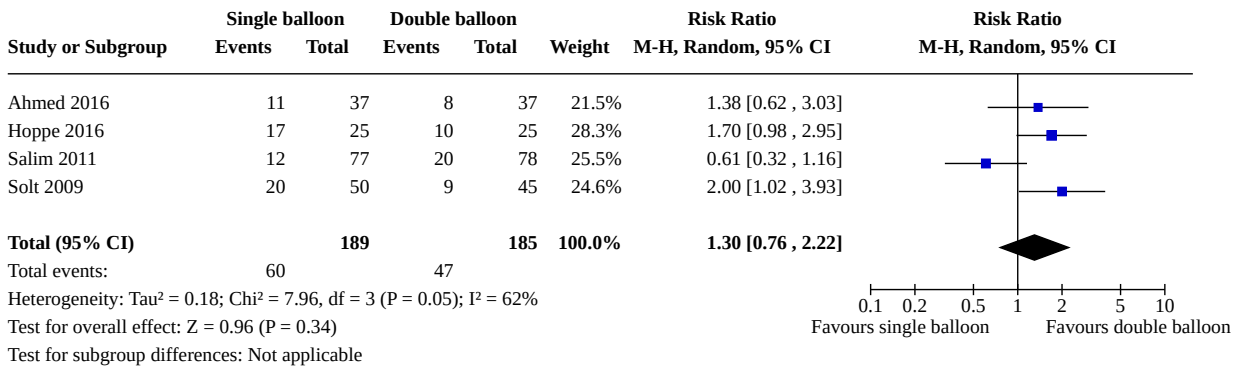 Single balloon Double balloon Risk Ratio Risk Ratio
Study or Subgroup Events Total Events Total Weight M-H, Random, 95% CI M-H, Random, 95% CI
Ahmed 2016 11 37 8 37 21.5% 1.38 [0.62 , 3.03]
Hoppe 2016 17 25 10 25 28.3% 1.70 [0.98 , 2.95]
Salim 2011 12 77 20 78 25.5% 0.61 [0.32 , 1.16]
Solt 2009 20 50 9 45 24.6% 2.00 [1.02 , 3.93]
Total (95% CI) 189 185 100.0% 1.30 [0.76 , 2.22]
Total events: 60 47
Heterogeneity: Tau² = 0.18; Chi² = 7.96, df = 3 (P = 0.05); I² = 62%
0.1 0.2 0.5 1 2 5 10
Test for overall effect: Z = 0.96 (P = 0.34)
Favours single balloon Favours double balloon
Test for subgroup differences: Not applicable